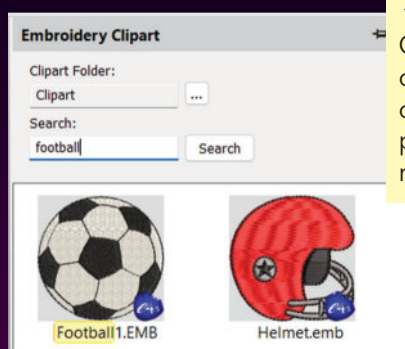 Embroidery Clipart
Clipart Folder:
Clipart
...
Search:
football
Search
Football1.EMB
Helmet.emb